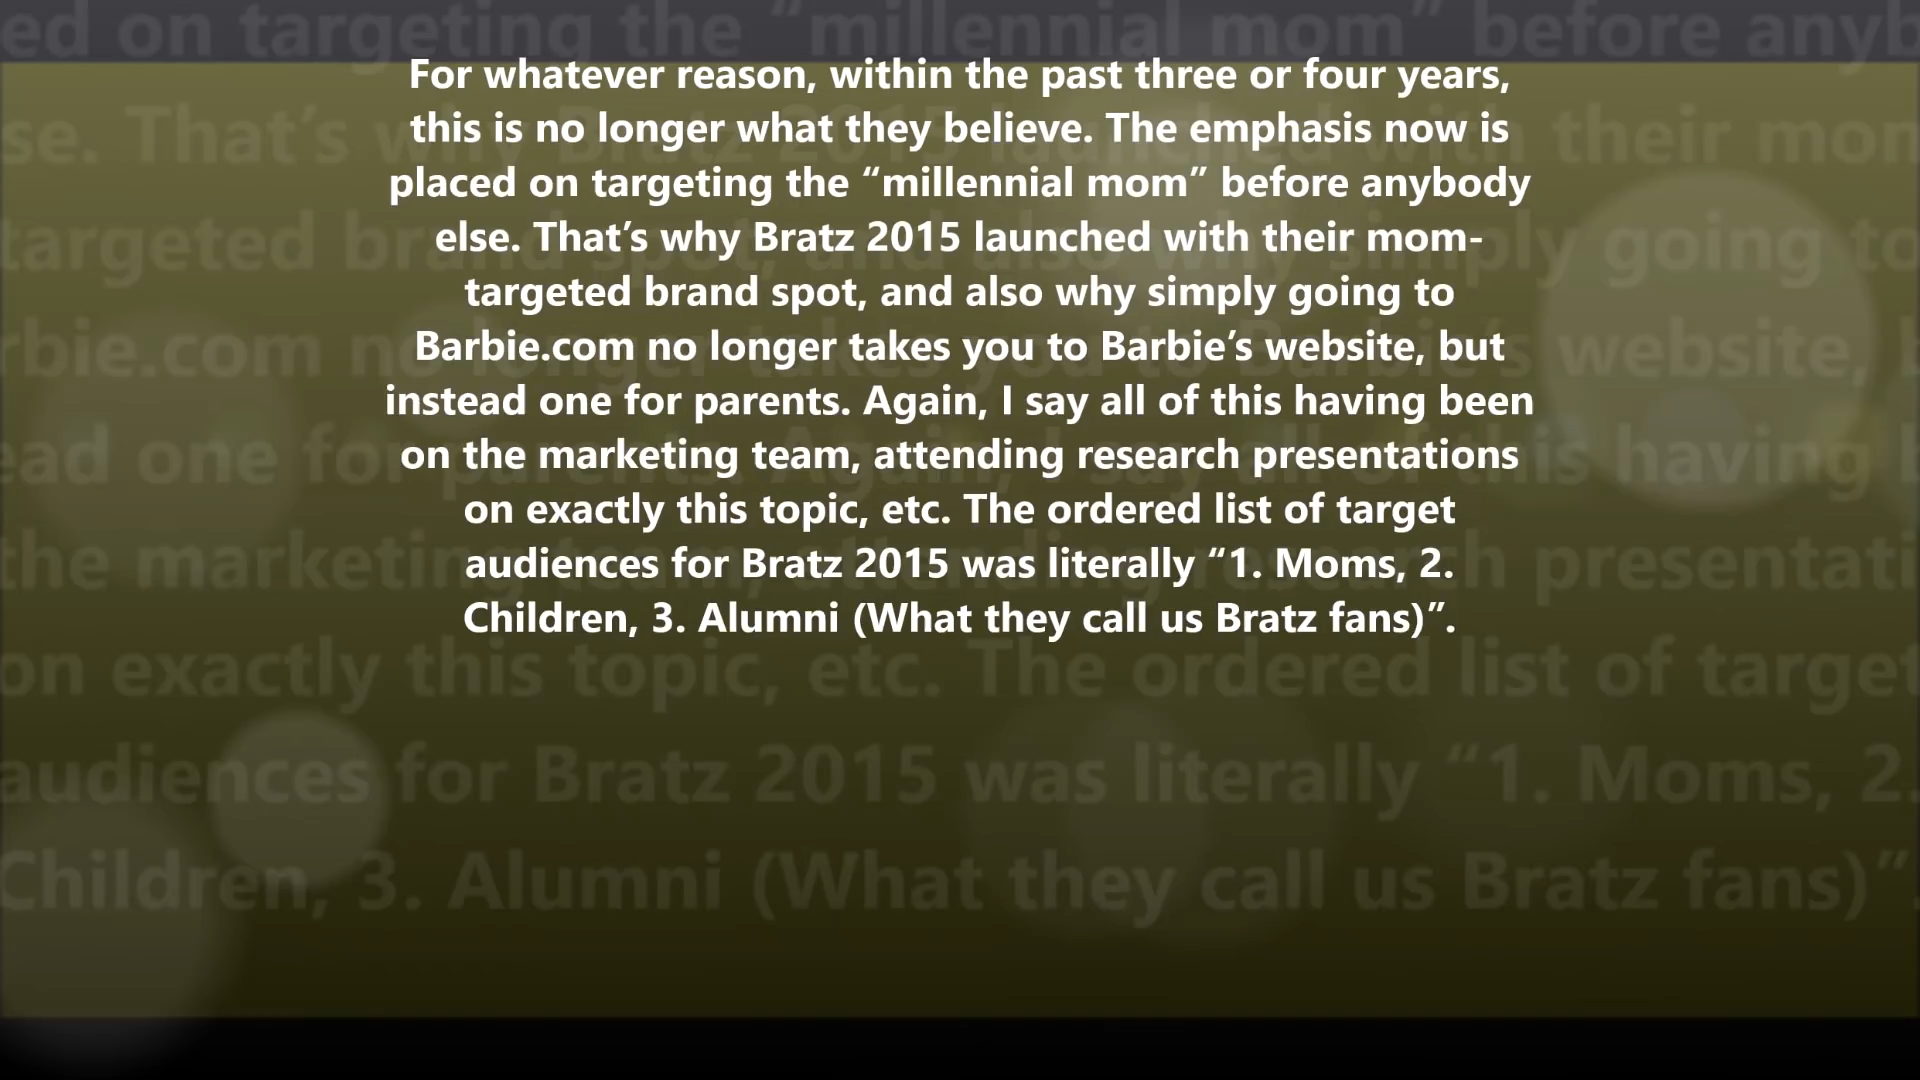 For whatever reason, within the past three or four years,
this is no longer what they believe. The emphasis now is
placed on targeting the “millennial mom” before anybody
else. That’s why Bratz 2015 launched with their mom-
targeted brand spot, and also why simply going to
Barbie.com no longer takes you to Barbie’s website, but
instead one for parents. Again, I say all of this having been
on the marketing team, attending research presentations
on exactly this topic, etc. The ordered list of target
audiences for Bratz 2015 was literally “1. Moms, 2.
Children, 3. Alumni (What they call us Bratz fans)”.